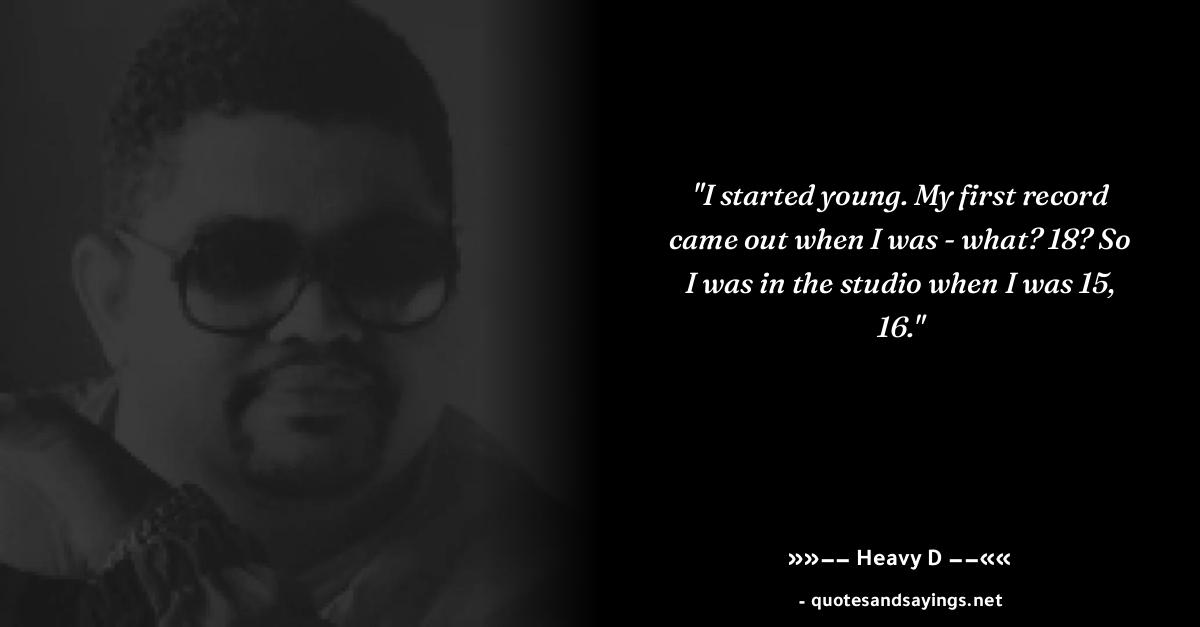 "I started young. My first record
came out when I was - what? 18? So
I was in the studio when I was 15,
16."
»»−− Heavy D −−««
- quotesandsayings.net